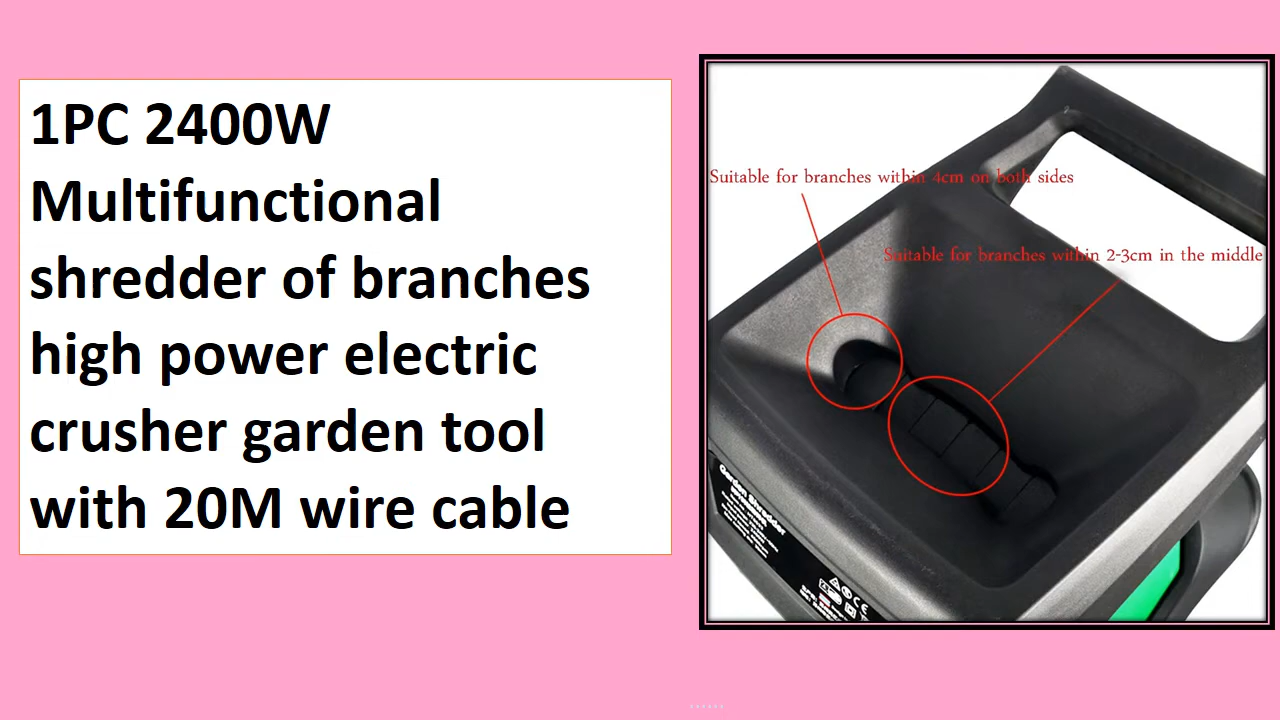 1PC 2400W
Multifunctional
shredder of branches
high power electric
crusher garden tool
with 20M wire cable
Suitable for branches within 4cm on both sides
Suitable for branches within 2-3cm in the middle
Garden Shredder